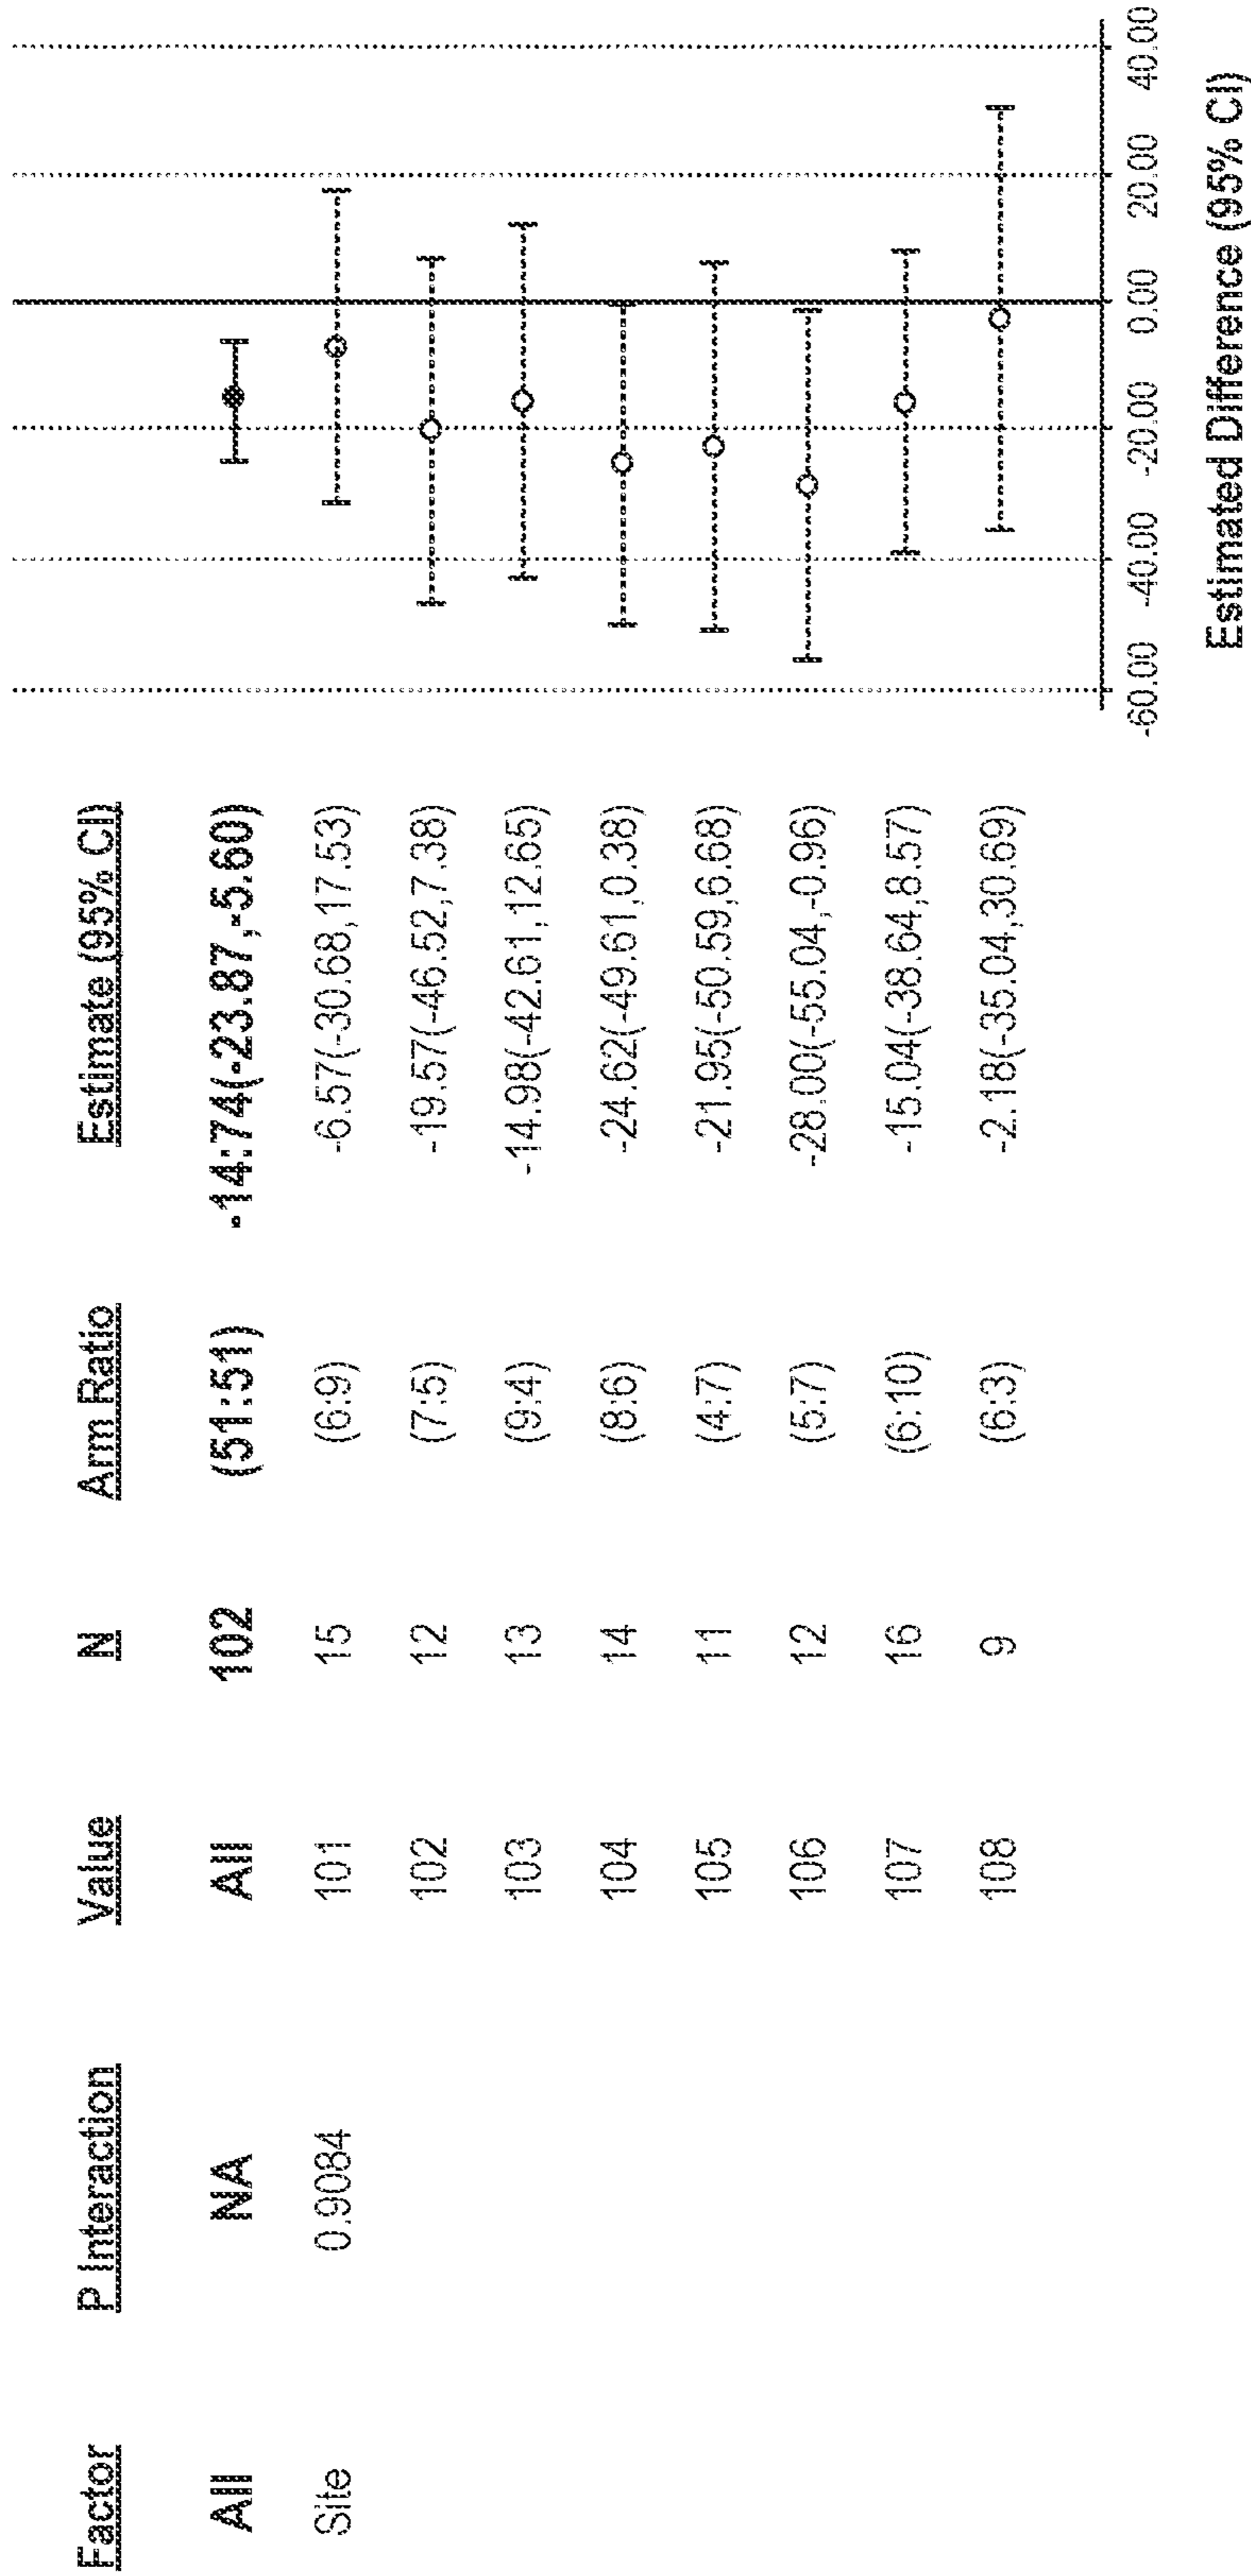 Factor P Interaction Value N Arm Ratio Estimate (95% CI)
All NA All 102 (51:51) -14.74(-23.87,-5.60)
Site 0.9084 101 15 (6:9) -6.57(-30.68,17.53)
102 12 (7:5) -19.57(-46.52,7.38)
103 13 (9:4) -14.98(-42.61,12.65)
104 14 (8:6) -24.62(-49.61,0.38)
105 11 (4:7) -21.95(-50.59,6.68)
106 12 (5:7) -28.00(-55.04,-0.96)
107 16 (6:10) -15.04(-38.64,8.57)
108 9 (6:3) -2.18(-35.04,30.69)
-60.00 -40.00 -20.00 0.00 20.00 40.00
Estimated Difference (95% CI)